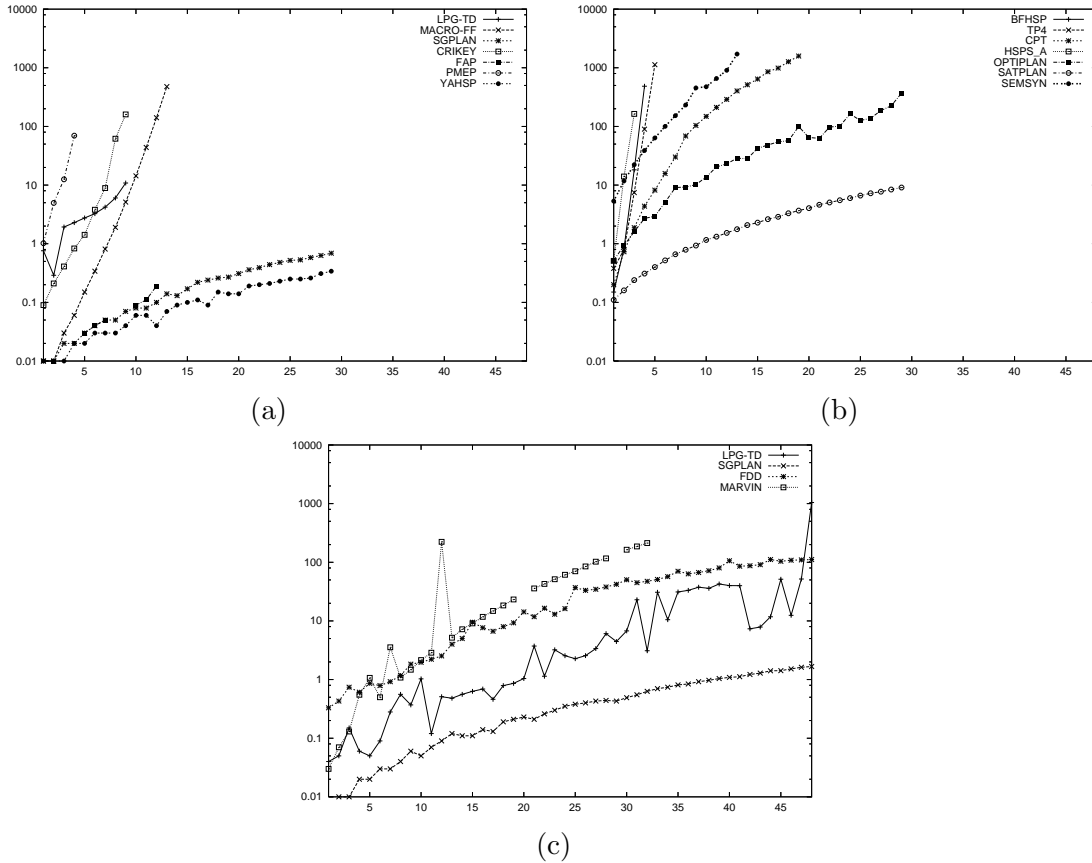 10000
1000
100
10
1
0.1
0.01
5 10 15 20 25 30 35 40 45
LPG-TD
MACRO-FF
SGPLAN
CRIKEY
FAP
PMEP
YAHSP
(a)
10000
1000
100
10
1
0.1
0.01
5 10 15 20 25 30 35 40 45
BFHSP
TP4
CPT
HSPS_A
OPTIPLAN
SATPLAN
SEMSYN
(b)
10000
1000
100
10
1
0.1
0.01
5 10 15 20 25 30 35 40 45
LPG-TD
SGPLAN
FDD
MARVIN
(c)